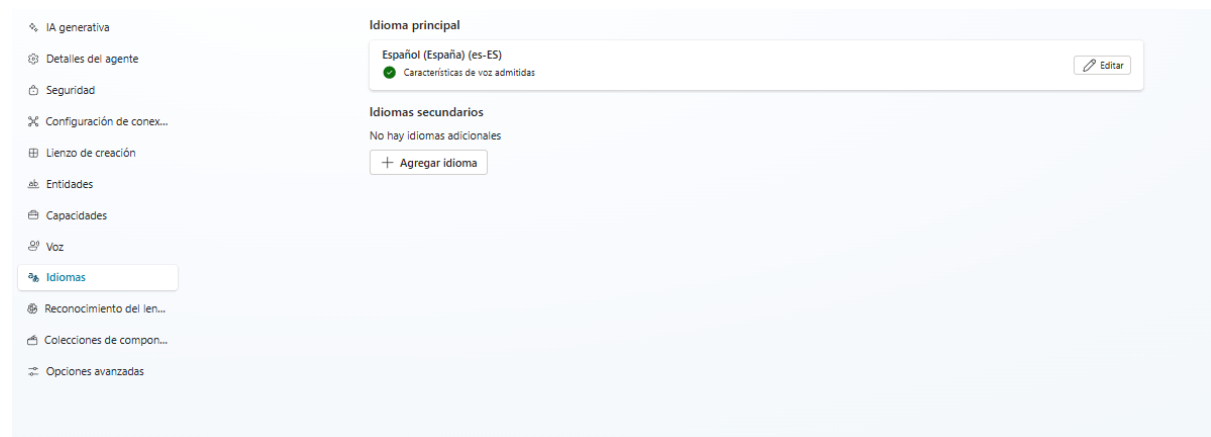 IA generativa
Detalles del agente
Seguridad
Configuración de conex...
Lienzo de creación
Entidades
Capacidades
Voz
Idiomas
Reconocimiento del len...
Colecciones de compon...
Opciones avanzadas
Idioma principal
Español (España) (es-ES)
Características de voz admitidas
Editar
Idiomas secundarios
No hay idiomas adicionales
Agregar idioma